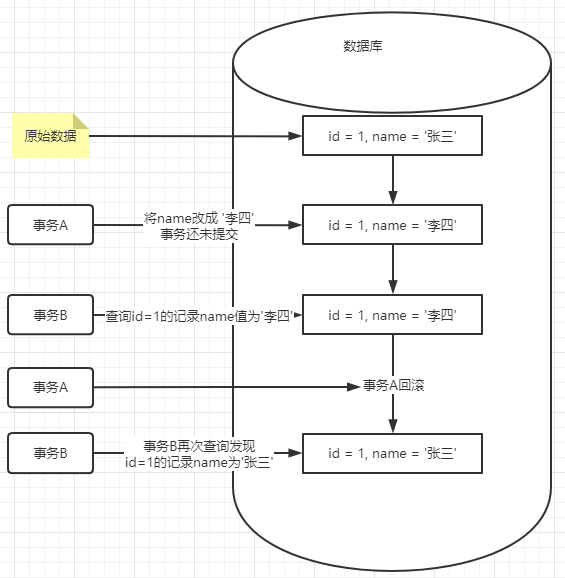 数据库
原始数据
id = 1, name = '张三'
事务A
将name改成 '李四'
事务还未提交
id = 1, name = '李四'
事务B
查询id=1的记录name值为'李四'
id = 1, name = '李四'
事务A
事务A回滚
事务B
事务B再次查询发现
id=1的记录name为'张三'
id = 1, name = '张三'